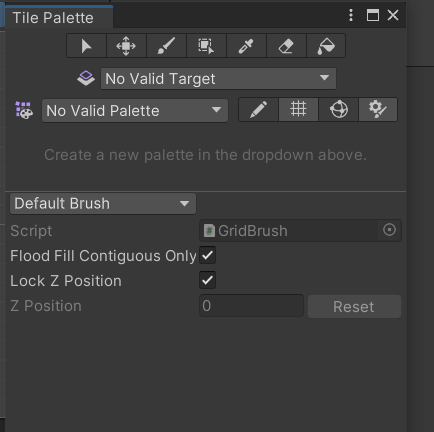 Tile Palette
No Valid Target
No Valid Palette
Create a new palette in the dropdown above.
Default Brush
Script
GridBrush
Flood Fill Contiguous Only
Lock Z Position
Z Position
0
Reset